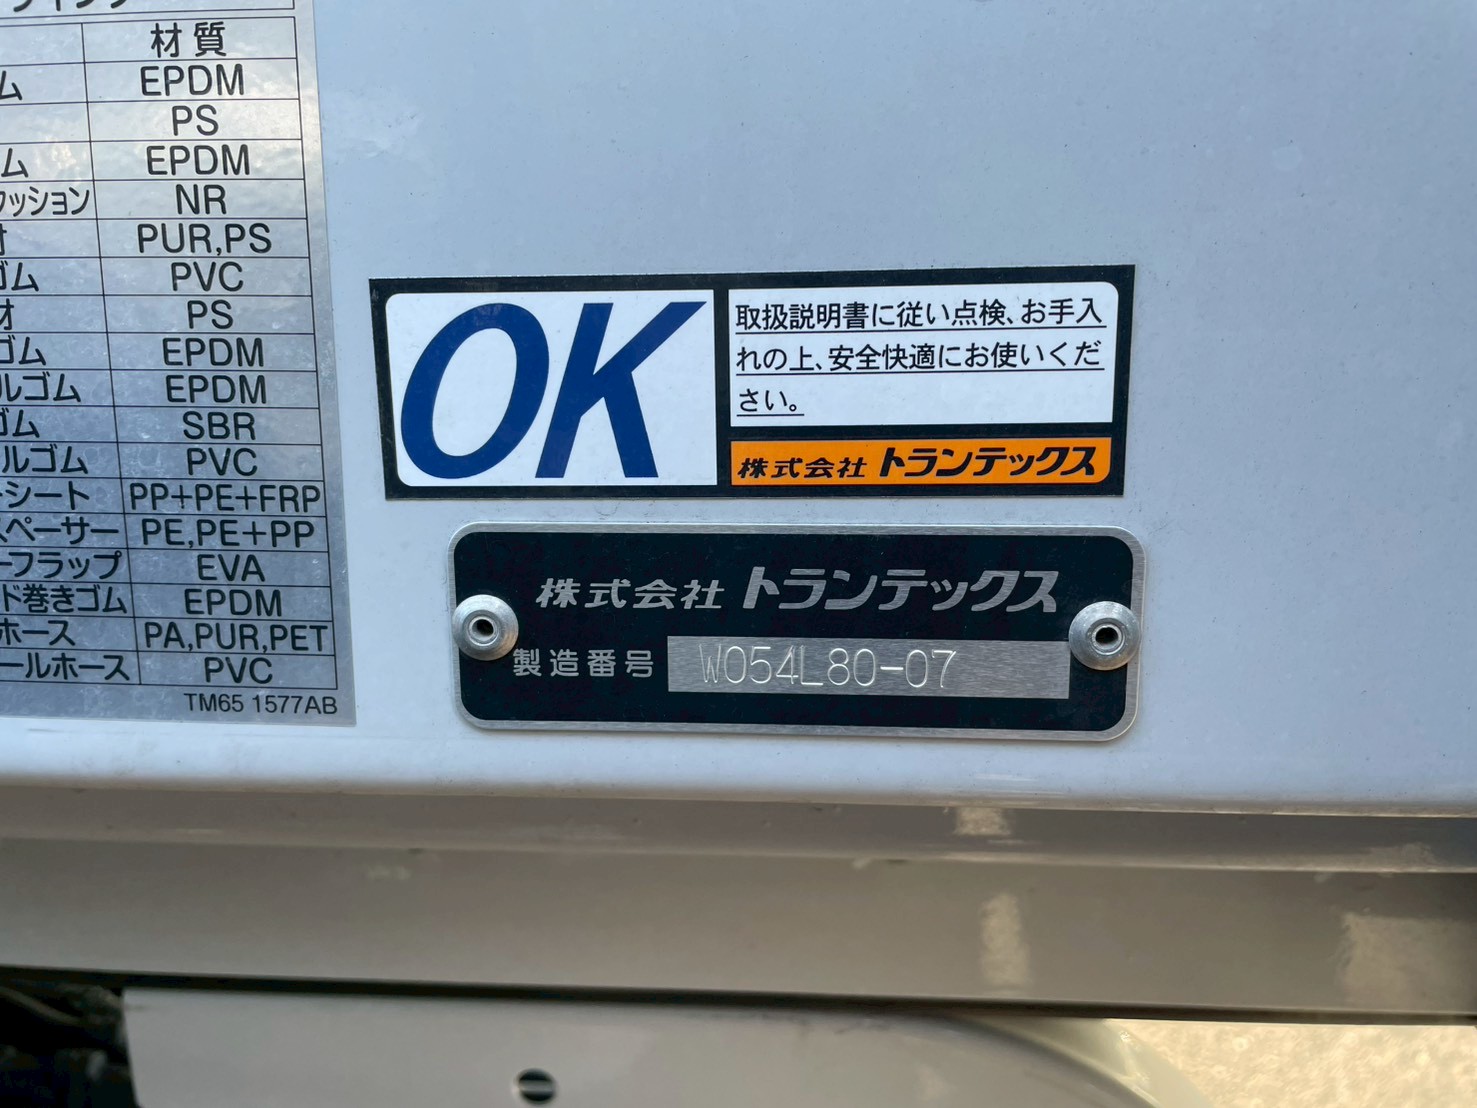 材質
ム EPDM
PS
ム EPDM
クッション NR
材 PUR,PS
ゴム PVC
材 PS
ゴム EPDM
ルゴム EPDM
ゴム SBR
ルゴム PVC
シート PP+PE+FRP
スペーサー PE,PE+PP
ーフラップ EVA
ド巻きゴム EPDM
ホース PA,PUR,PET
ールホース PVC
TM65 1577AB
OK
取扱説明書に従い点検、お手入
れの上、安全快適にお使いくだ
さい。
株式会社 トランテックス
株式会社 トランテックス
製造番号 W054L80-07